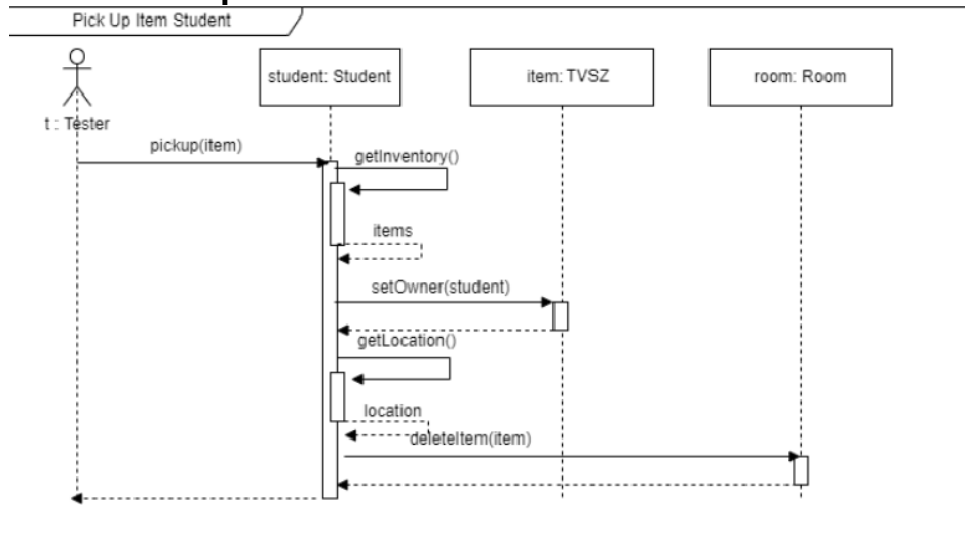 Pick Up Item Student
student: Student
item: TVSZ
room: Room
t : Tester
pickup(item)
getInventory()
items
setOwner(student)
getLocation()
location
deleteItem(item)